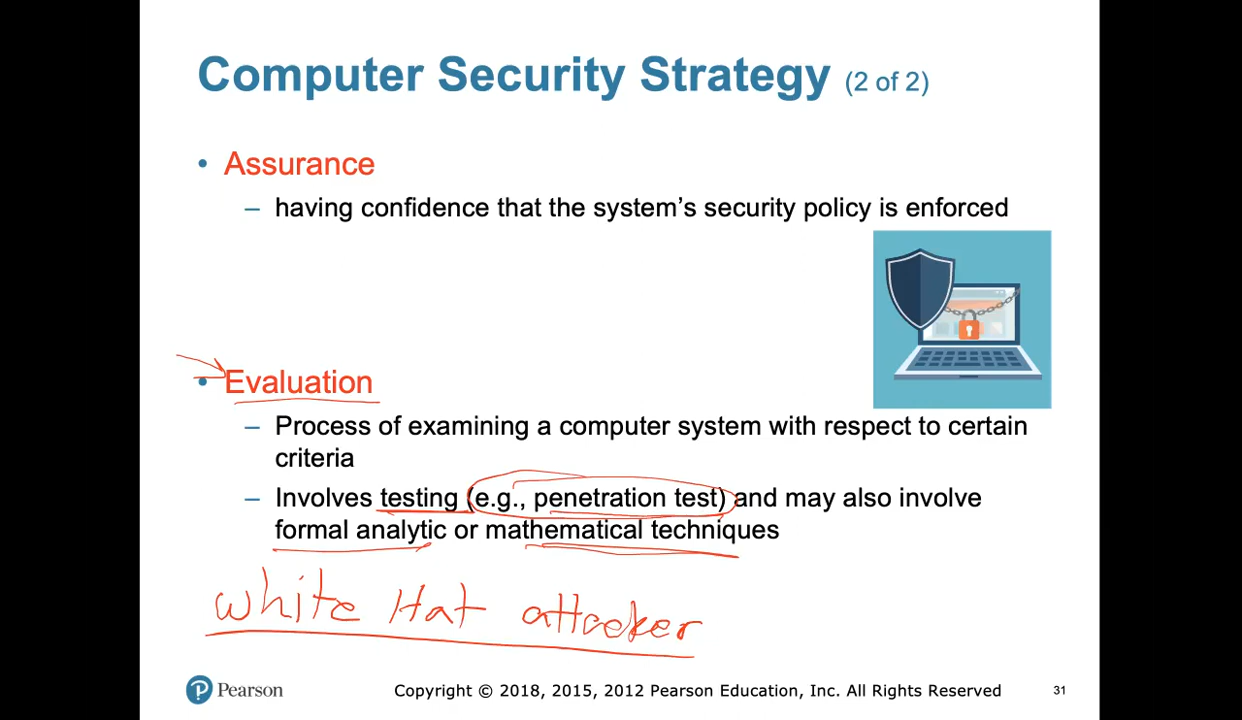 Computer Security Strategy (2 of 2)
• Assurance
– having confidence that the system’s security policy is enforced
• Evaluation
– Process of examining a computer system with respect to certain
criteria
– Involves testing (e.g., penetration test) and may also involve
formal analytic or mathematical techniques
white Hat attacker
Pearson
Copyright © 2018, 2015, 2012 Pearson Education, Inc. All Rights Reserved
31